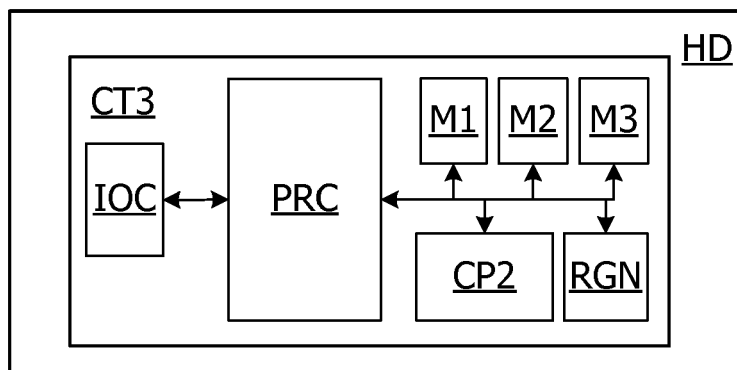 HD
CT3
M1 M2 M3
IOC PRC
CP2 RGN